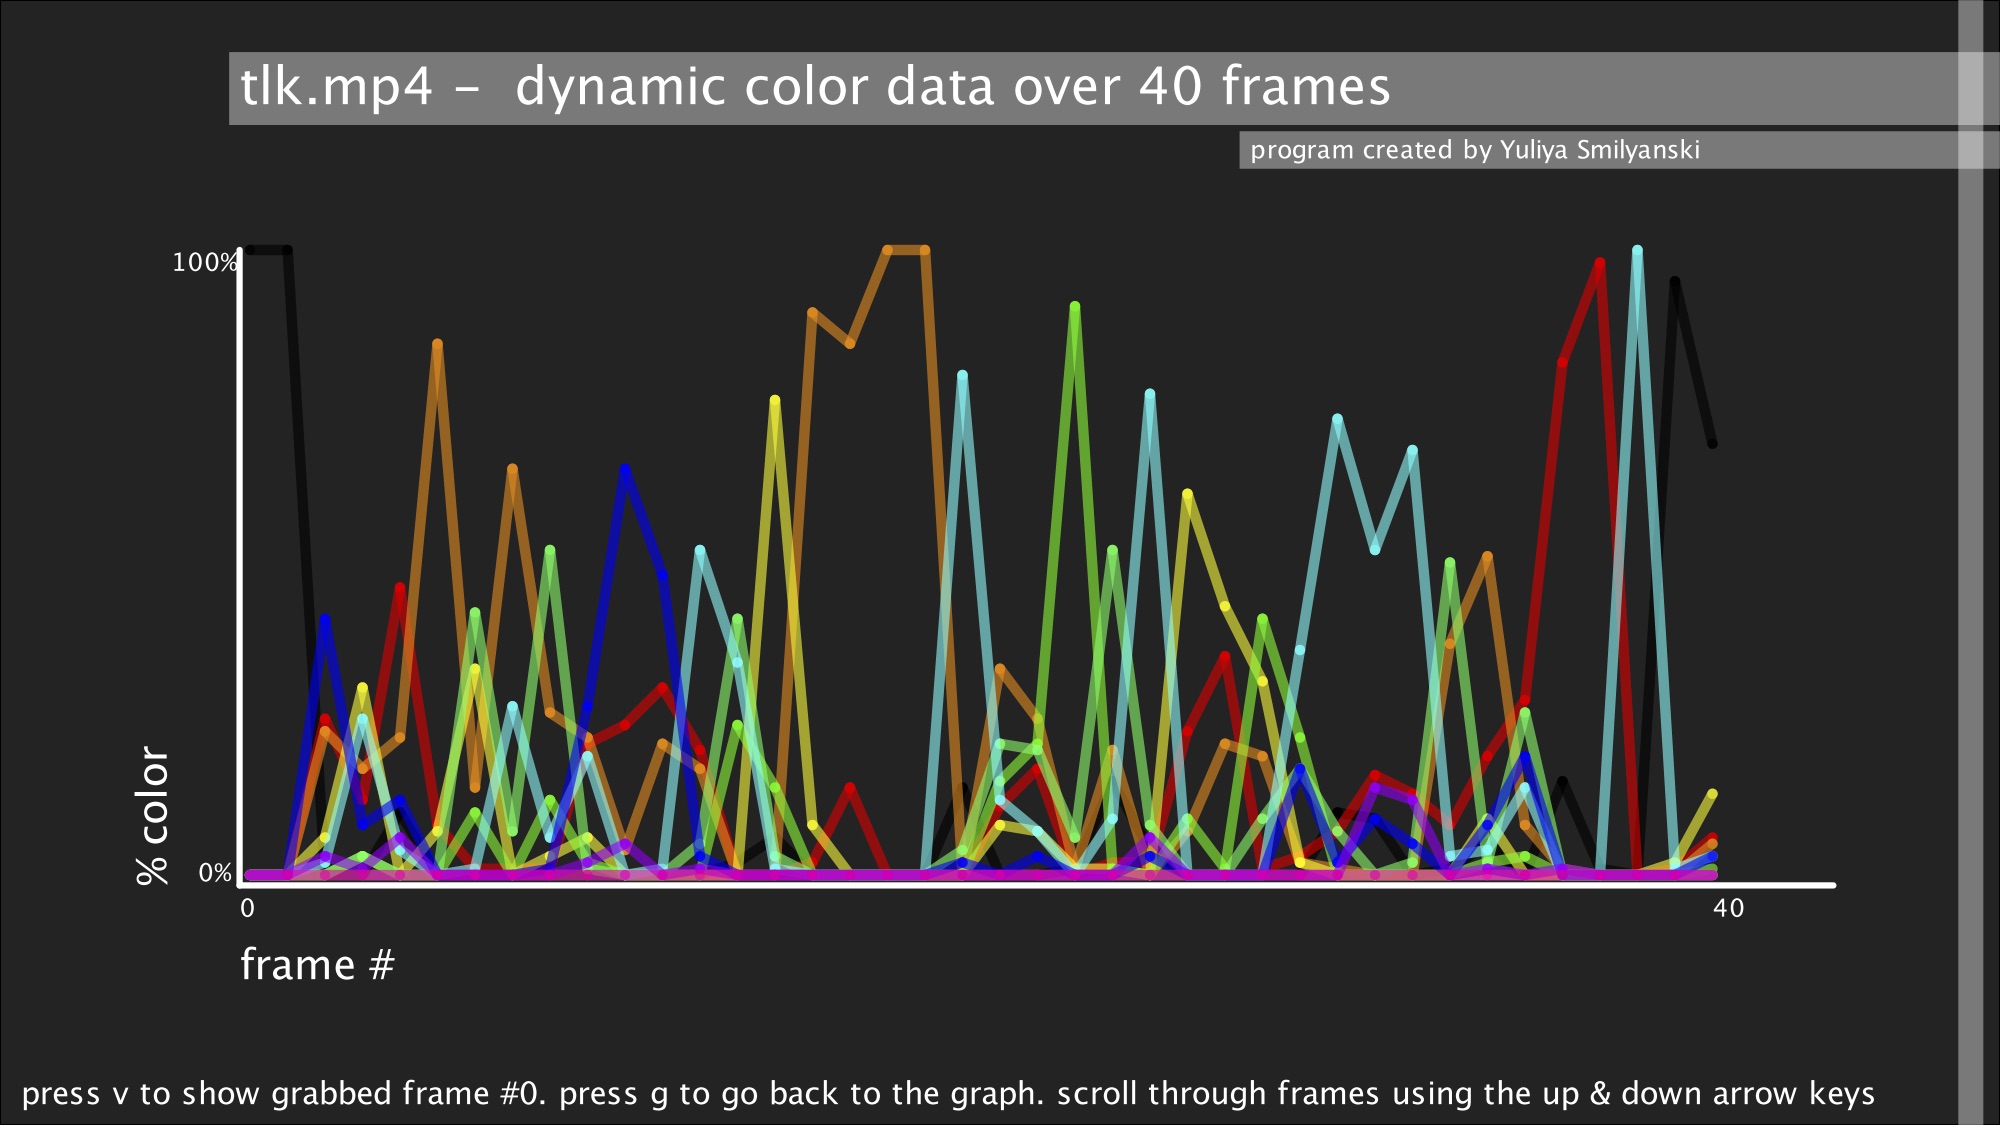 tlk.mp4 -  dynamic color data over 40 frames
program created by Yuliya Smilyanski
100%
% color
0%
0
40
frame #
press v to show grabbed frame #0. press g to go back to the graph. scroll through frames using the up & down arrow keys